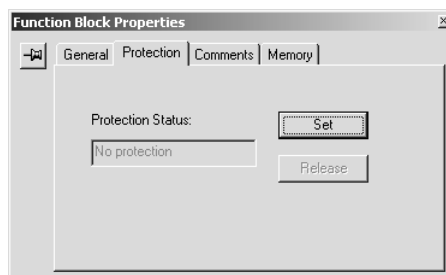 Function Block Properties
General Protection Comments Memory
Protection Status:
Set
No protection
Release